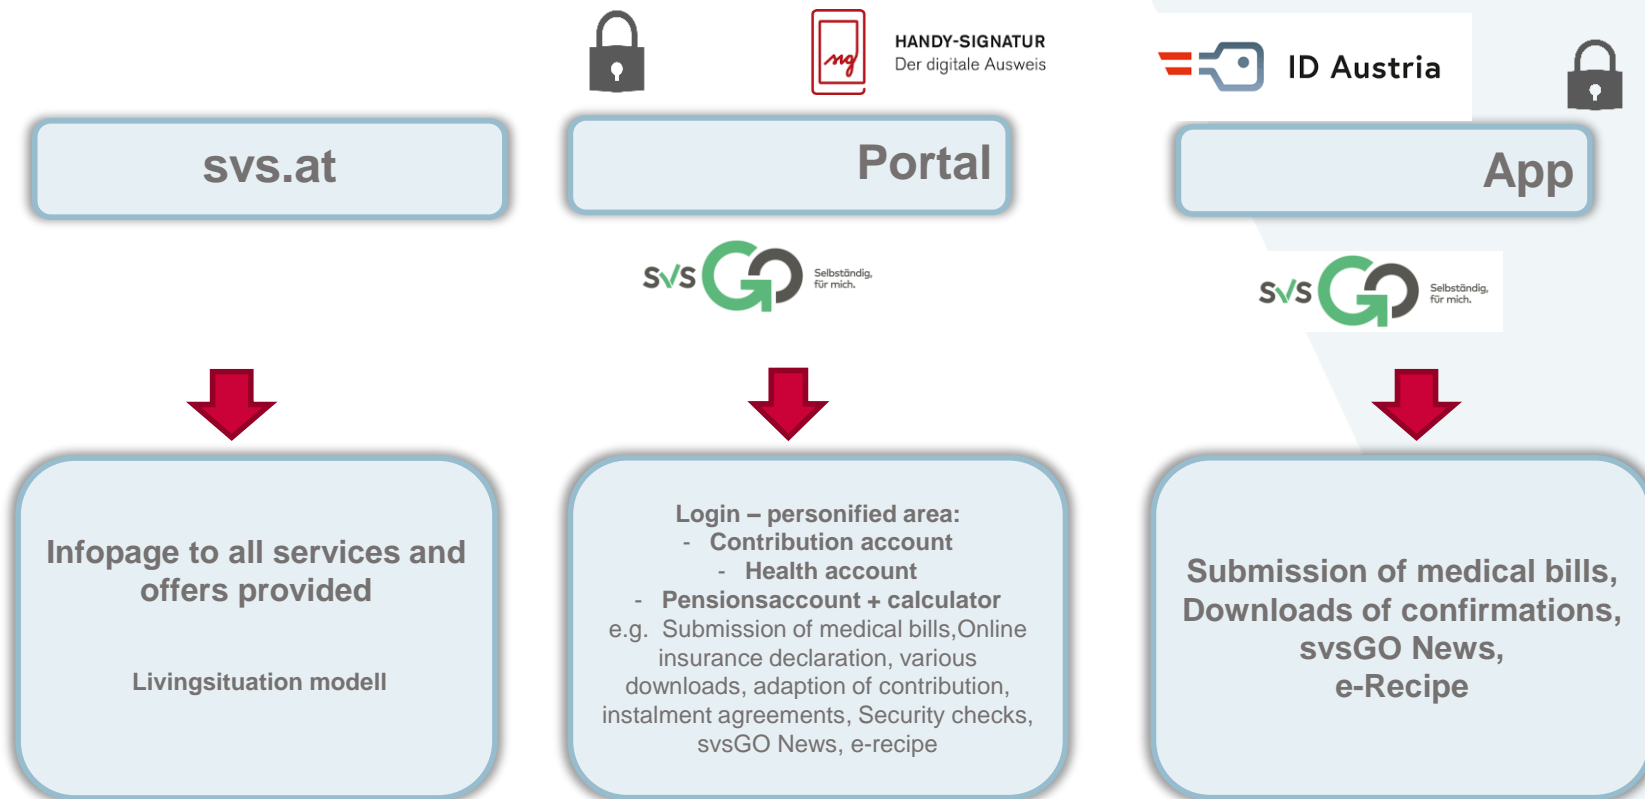 HANDY-SIGNATUR
Der digitale Ausweis
ID Austria
svs.at
Portal
App
svs GO Selbständig,
für mich.
svs GO Selbständig,
für mich.
Infopage to all services and
offers provided
Livingsituation modell
Login – personified area:
- Contribution account
- Health account
- Pensionsaccount + calculator
e.g. Submission of medical bills,Online
insurance declaration, various
downloads, adaption of contribution,
instalment agreements, Security checks,
svsGO News, e-recipe
Submission of medical bills,
Downloads of confirmations,
svsGO News,
e-Recipe